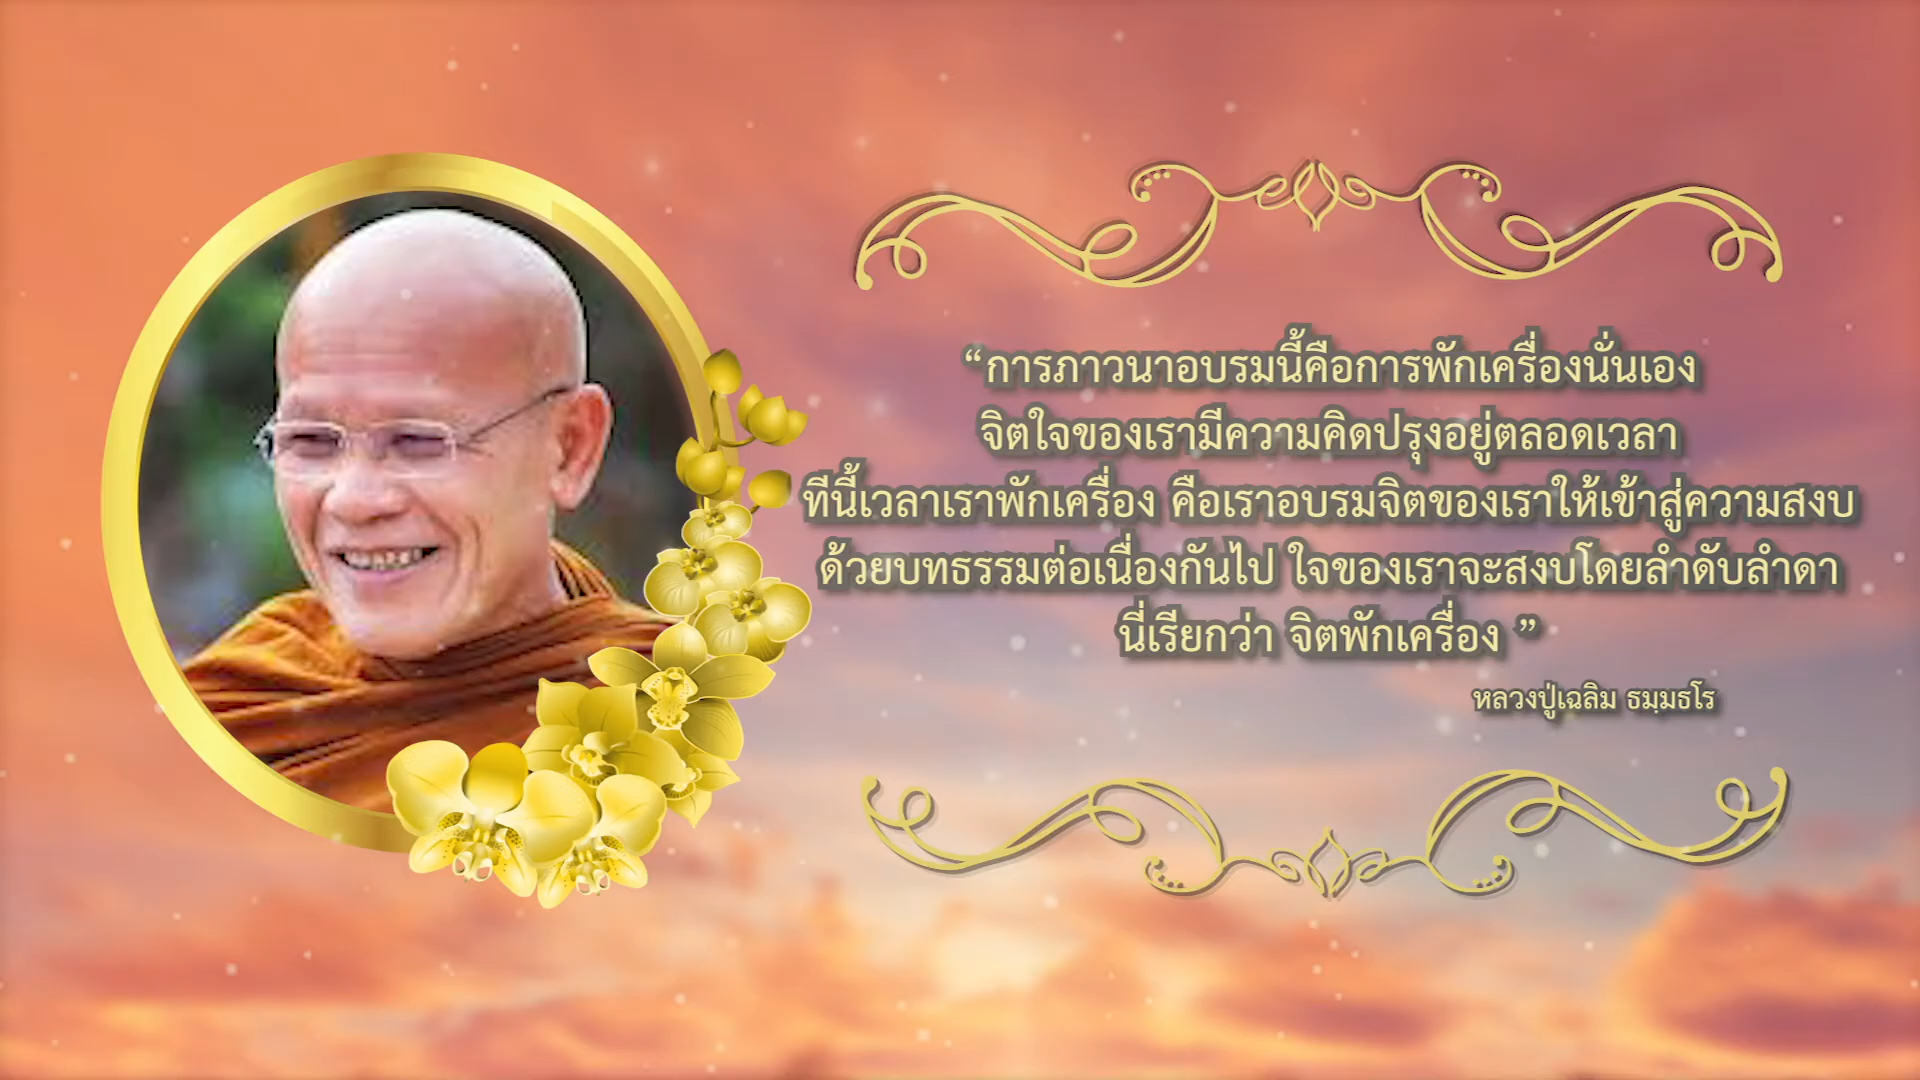 “การภาวนาอบรมนี้คือการพักเครื่องนั่นเอง
จิตใจของเรามีความคิดปรุงอยู่ตลอดเวลา
ทีนี้เวลาเราพักเครื่อง คือเราอบรมจิตของเราให้เข้าสู่ความสงบ
ด้วยบทธรรมต่อเนื่องกันไป ใจของเราจะสงบโดยลำดับลำดา
นี่เรียกว่า จิตพักเครื่อง ”
หลวงปู่เฉลิม ธมฺมธโร